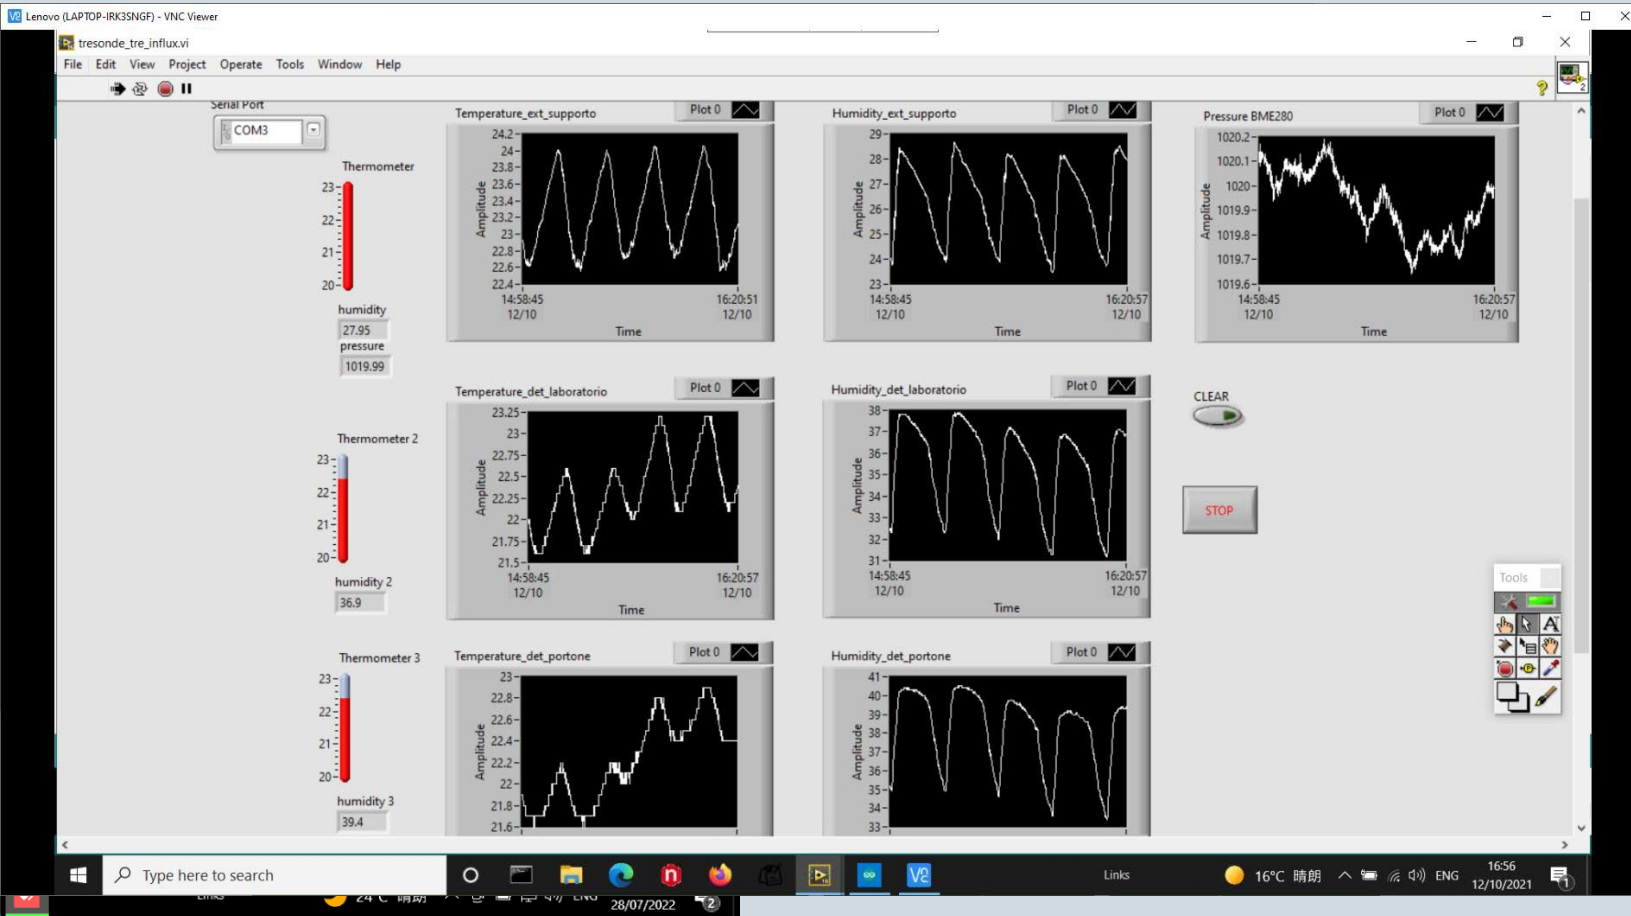 Lenovo (LAPTOP-IRK3SNGF) - VNC Viewer
tresonde_tre_influx.vi
File Edit View Project Operate Tools Window Help
Serial Port
COM3
Thermometer
23
22
21
20
humidity
27.95
pressure
1019.99
Temperature_ext_supporto
Plot 0
Amplitude
24.2
24
23.8
23.6
23.4
23.2
23
22.8
22.6
22.4
14:58:45
12/10
16:20:51
12/10
Time
Humidity_ext_supporto
Plot 0
Amplitude
29
28
27
26
25
24
23
14:58:45
12/10
16:20:57
12/10
Time
Pressure BME280
Plot 0
Amplitude
1020.2
1020.1
1020
1019.9
1019.8
1019.7
1019.6
14:58:45
12/10
16:20:57
12/10
Time
Thermometer 2
23
22
21
20
humidity 2
36.9
Temperature_det_laboratorio
Plot 0
Amplitude
23.25
23
22.75
22.5
22.25
22
21.75
21.5
14:58:45
12/10
16:20:57
12/10
Time
Humidity_det_laboratorio
Plot 0
Amplitude
38
37
36
35
34
33
32
31
14:58:45
12/10
16:20:57
12/10
Time
CLEAR
STOP
Tools
Thermometer 3
23
22
21
20
humidity 3
39.4
Temperature_det_portone
Plot 0
Amplitude
23
22.8
22.6
22.4
22.2
22
21.8
21.6
Humidity_det_portone
Plot 0
Amplitude
41
40
39
38
37
36
35
34
33
Type here to search
Links
16°C 晴朗
ENG
16:56
12/10/2021
1
28/07/2022
2